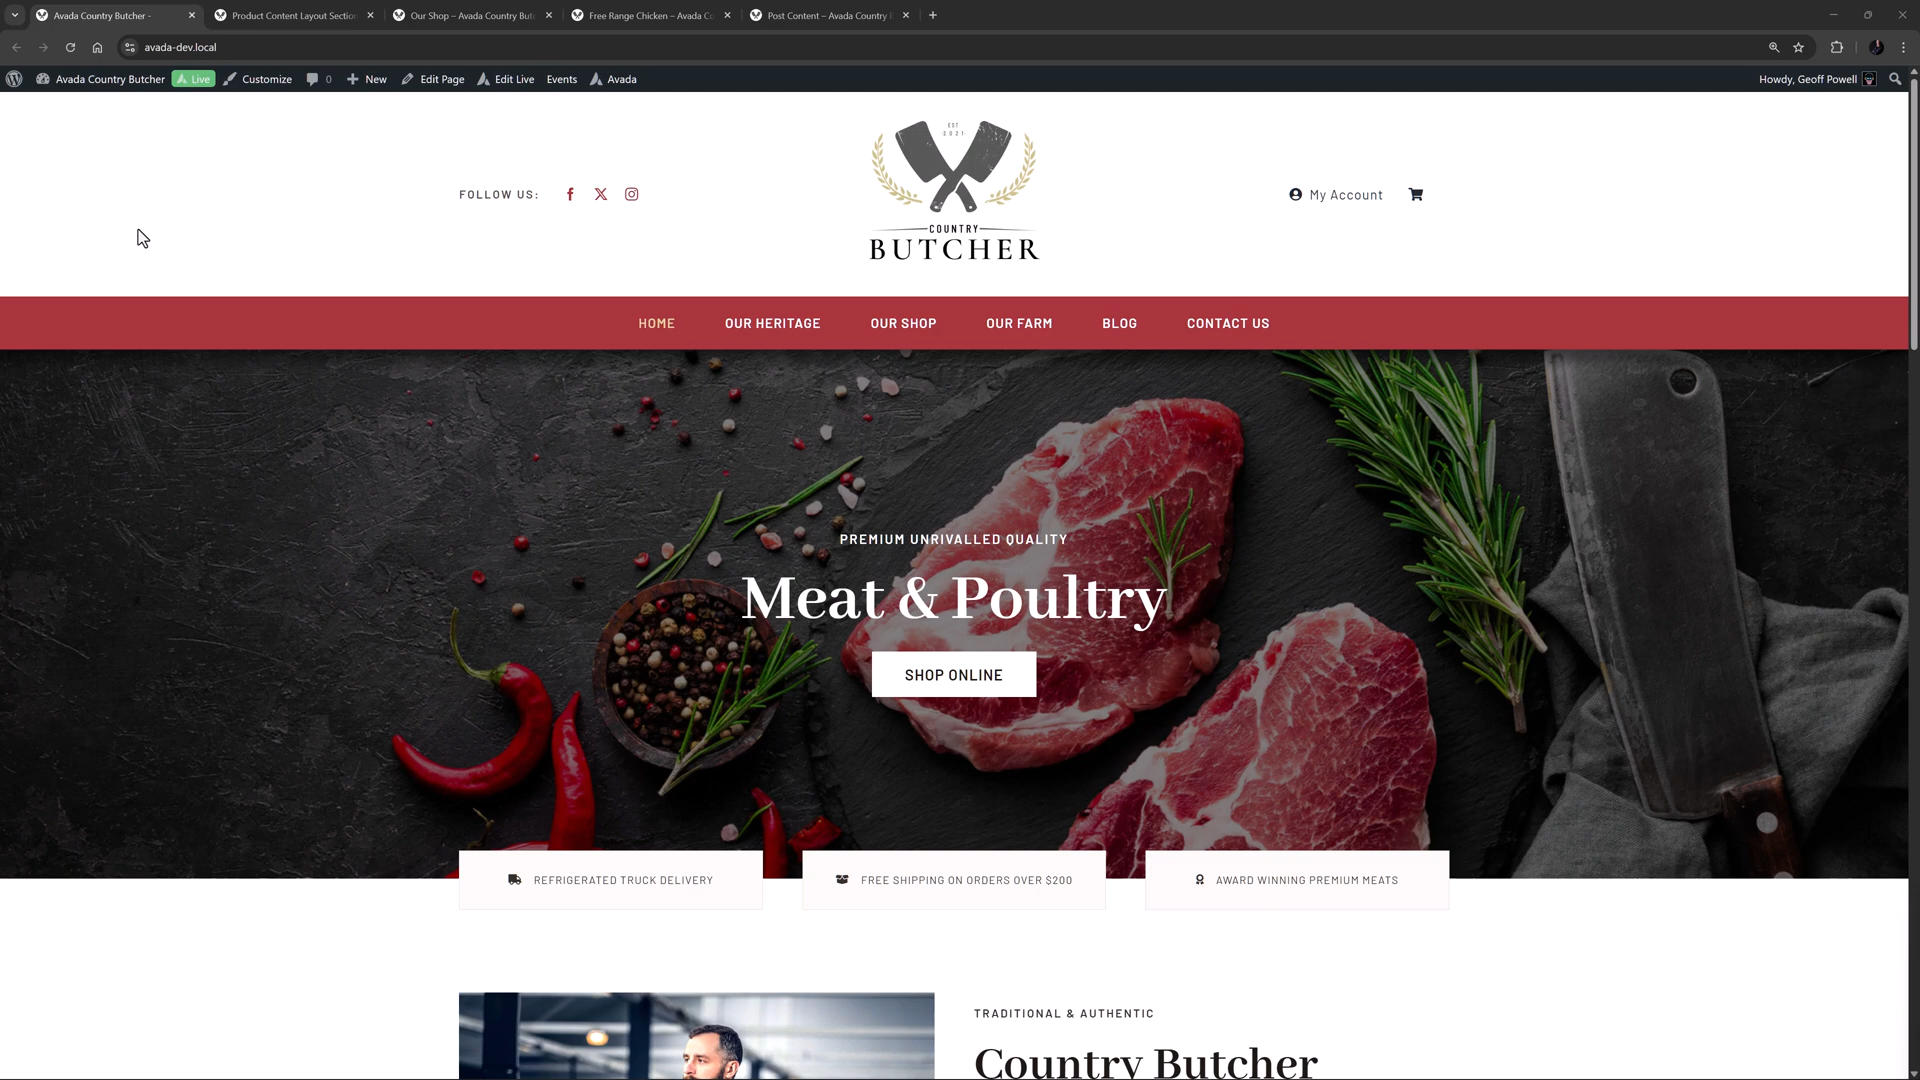 Avada Country Butcher -
Product Content Layout Section
Our Shop – Avada Country But
Free Range Chicken – Avada Co
Post Content – Avada Country B
avada-dev.local
Avada Country Butcher
Live
Customize
0
New
Edit Page
Edit Live
Events
Avada
Howdy, Geoff Powell
FOLLOW US:
EST
2021
COUNTRY
BUTCHER
My Account
HOME
OUR HERITAGE
OUR SHOP
OUR FARM
BLOG
CONTACT US
PREMIUM UNRIVALLED QUALITY
Meat & Poultry
SHOP ONLINE
REFRIGERATED TRUCK DELIVERY
FREE SHIPPING ON ORDERS OVER $200
AWARD WINNING PREMIUM MEATS
TRADITIONAL & AUTHENTIC
Country Butcher